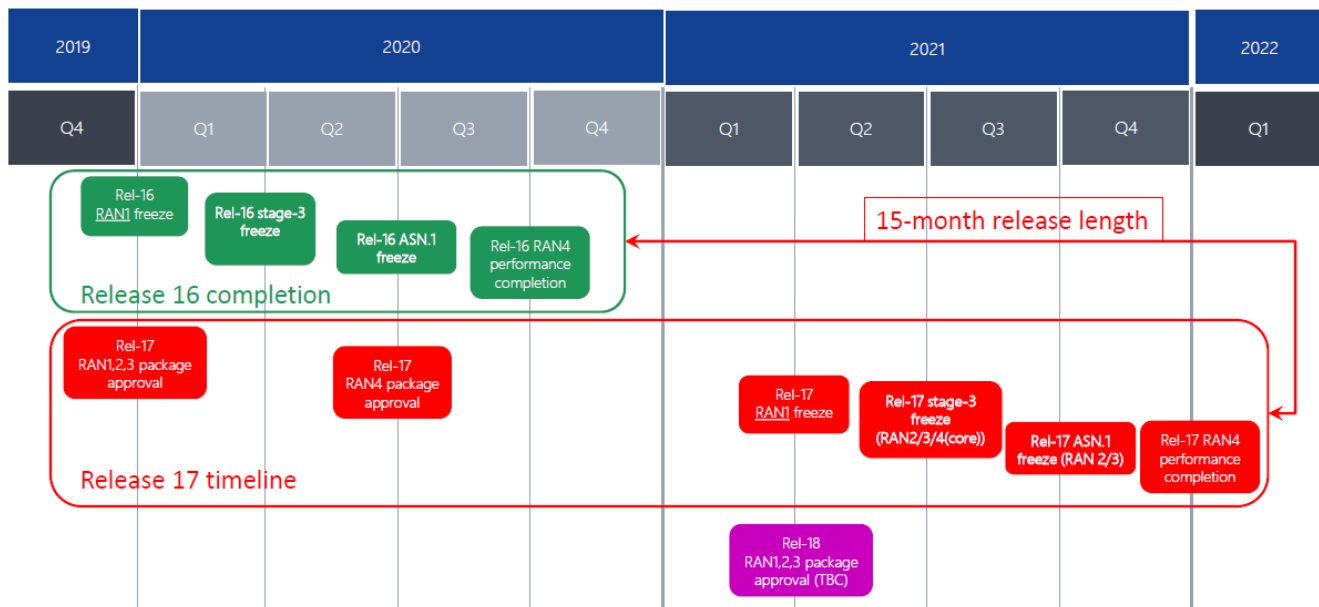 2019
2020
2021
2022
Q4
Q1
Q2
Q3
Q4
Q1
Q2
Q3
Q4
Q1
Rel-16
RAN1 freeze
Rel-16 stage-3
freeze
Rel-16 ASN.1
freeze
Rel-16 RAN4
performance
completion
15-month release length
Release 16 completion
Rel-17
RAN1,2,3 package
approval
Rel-17
RAN4 package
approval
Rel-17
RAN1 freeze
Rel-17 stage-3
freeze
(RAN2/3/4(core))
Rel-17 ASN.1
freeze (RAN 2/3)
Rel-17 RAN4
performance
completion
Release 17 timeline
Rel-18
RAN1,2,3 package
approval (TBC)